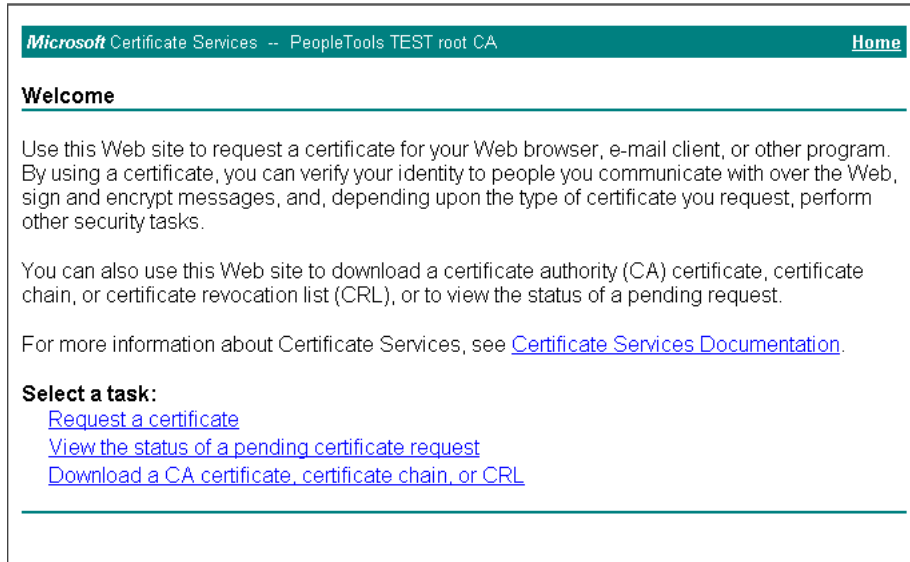 Microsoft Certificate Services -- PeopleTools TEST root CA Home
Welcome
Use this Web site to request a certificate for your Web browser, e-mail client, or other program.
By using a certificate, you can verify your identity to people you communicate with over the Web,
sign and encrypt messages, and, depending upon the type of certificate you request, perform
other security tasks.
You can also use this Web site to download a certificate authority (CA) certificate, certificate
chain, or certificate revocation list (CRL), or to view the status of a pending request.
For more information about Certificate Services, see Certificate Services Documentation.
Select a task:
Request a certificate
View the status of a pending certificate request
Download a CA certificate, certificate chain, or CRL